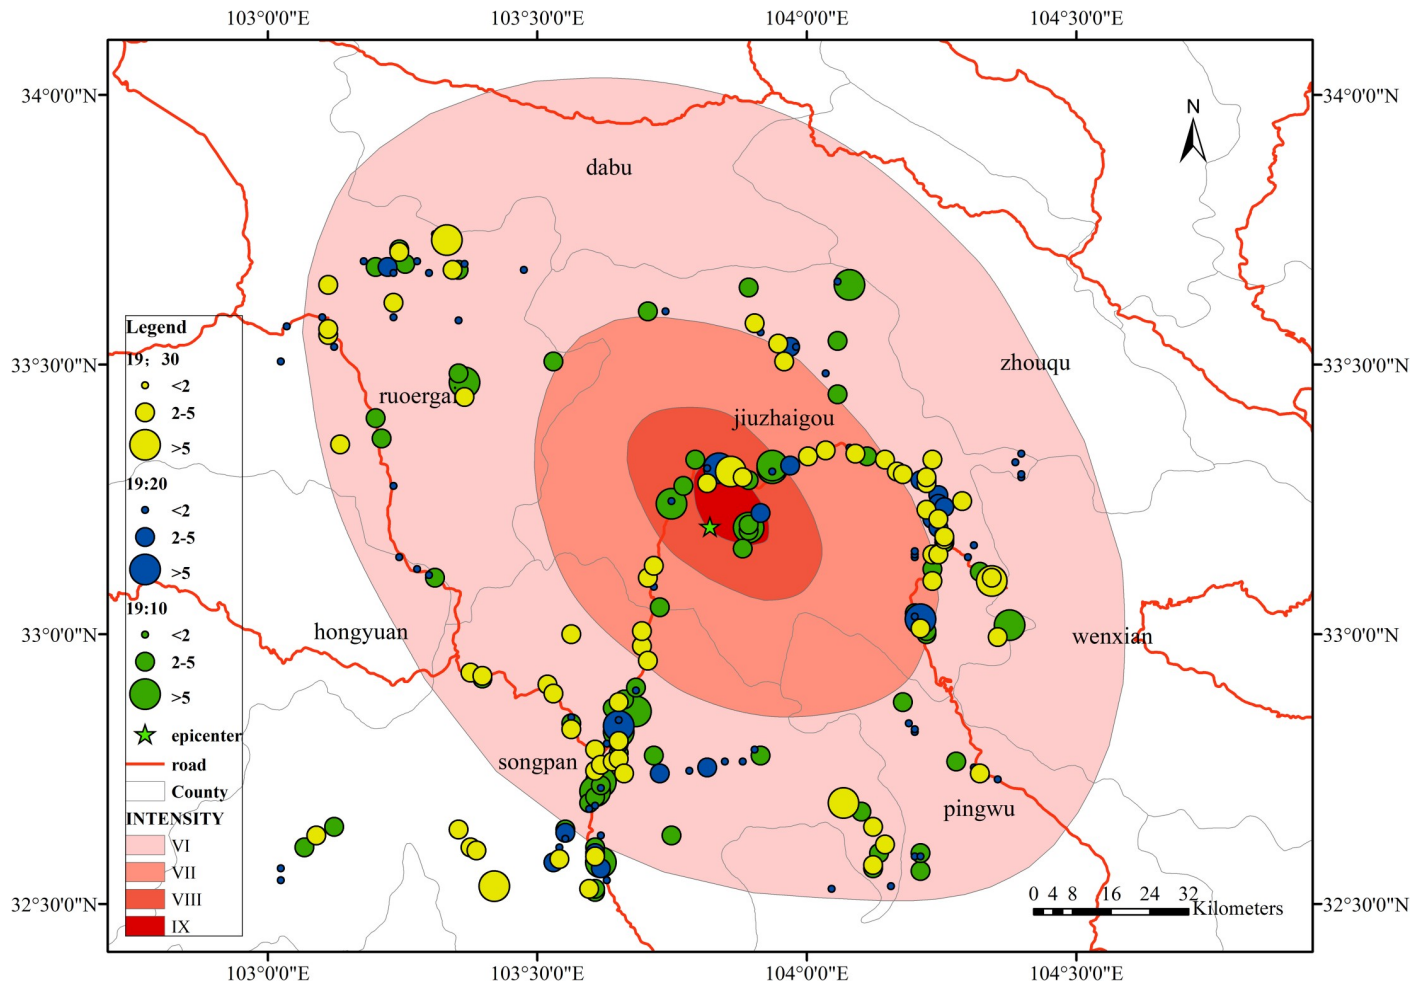 103°0'0"E 103°30'0"E 104°0'0"E 104°30'0"E
34°0'0"N 34°0'0"N
N
dabu
33°30'0"N 33°30'0"N
zhouqu
ruoergai
jiuzhaigou
33°0'0"N 33°0'0"N
hongyuan
wenxian
songpan
pingwu
32°30'0"N 32°30'0"N
Legend
19：30
<2
2-5
>5
19:20
<2
2-5
>5
19:10
<2
2-5
>5
epicenter
road
County
INTENSITY
VI
VII
VIII
IX
0 4 8 16 24 32
Kilometers
103°0'0"E 103°30'0"E 104°0'0"E 104°30'0"E